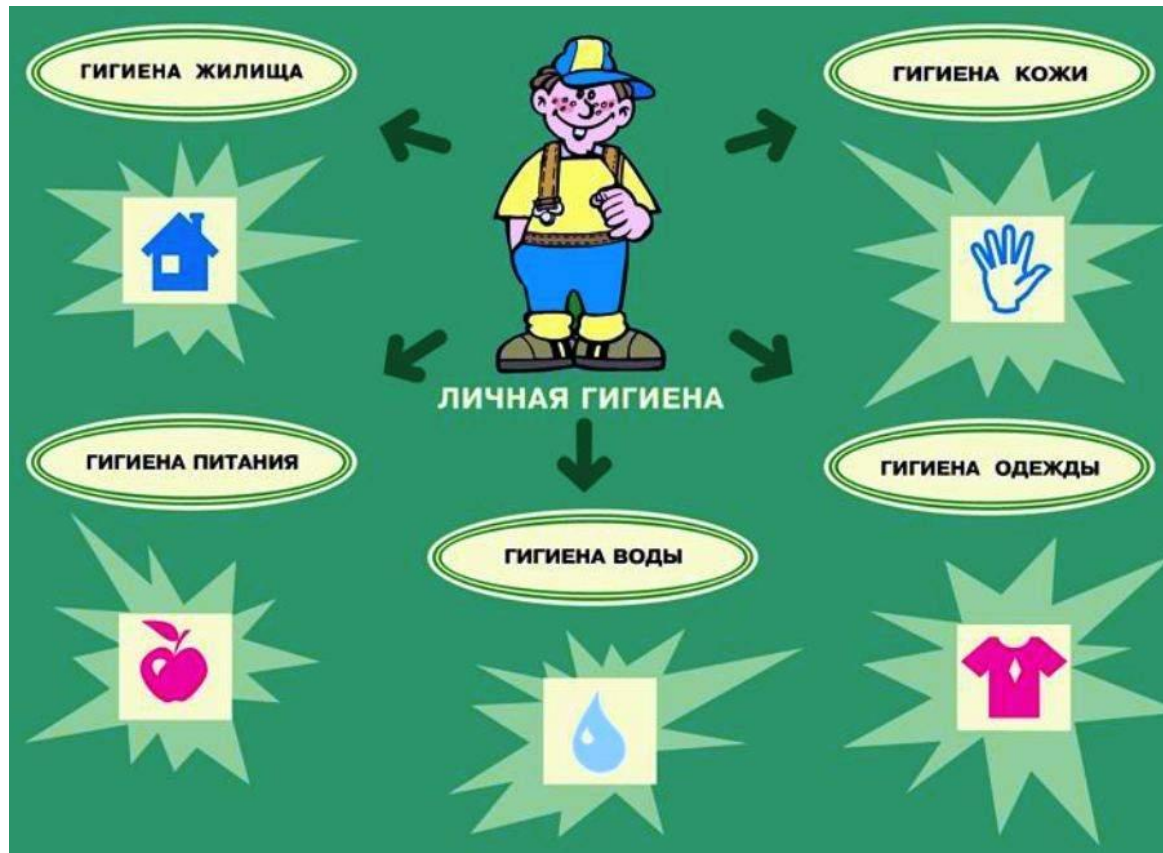 ГИГИЕНА ЖИЛИЩА
ГИГИЕНА КОЖИ
ЛИЧНАЯ ГИГИЕНА
ГИГИЕНА ПИТАНИЯ
ГИГИЕНА ОДЕЖДЫ
ГИГИЕНА ВОДЫ